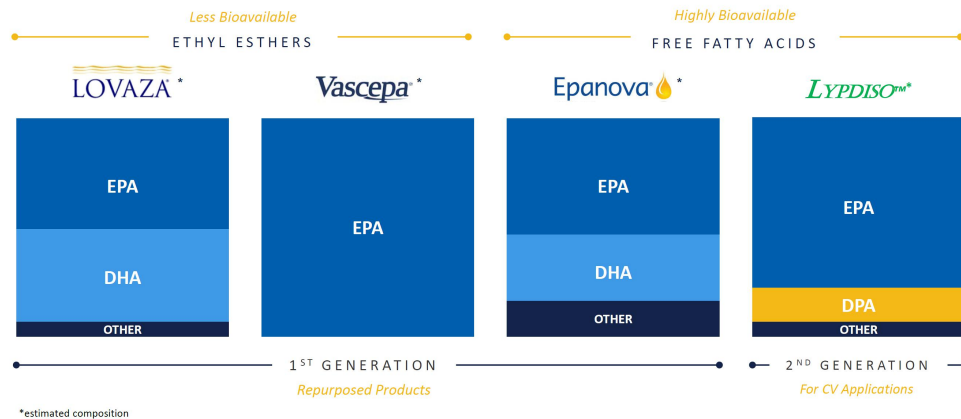 Less Bioavailable
ETHYL ESTHERS
Highly Bioavailable
FREE FATTY ACIDS
LOVAZA® *
Vascepa® *
Epanova® *
LYPDISO™*
EPA
DHA
OTHER
EPA
EPA
DHA
OTHER
EPA
DPA
OTHER
1ST GENERATION
Repurposed Products
2ND GENERATION
For CV Applications
*estimated composition